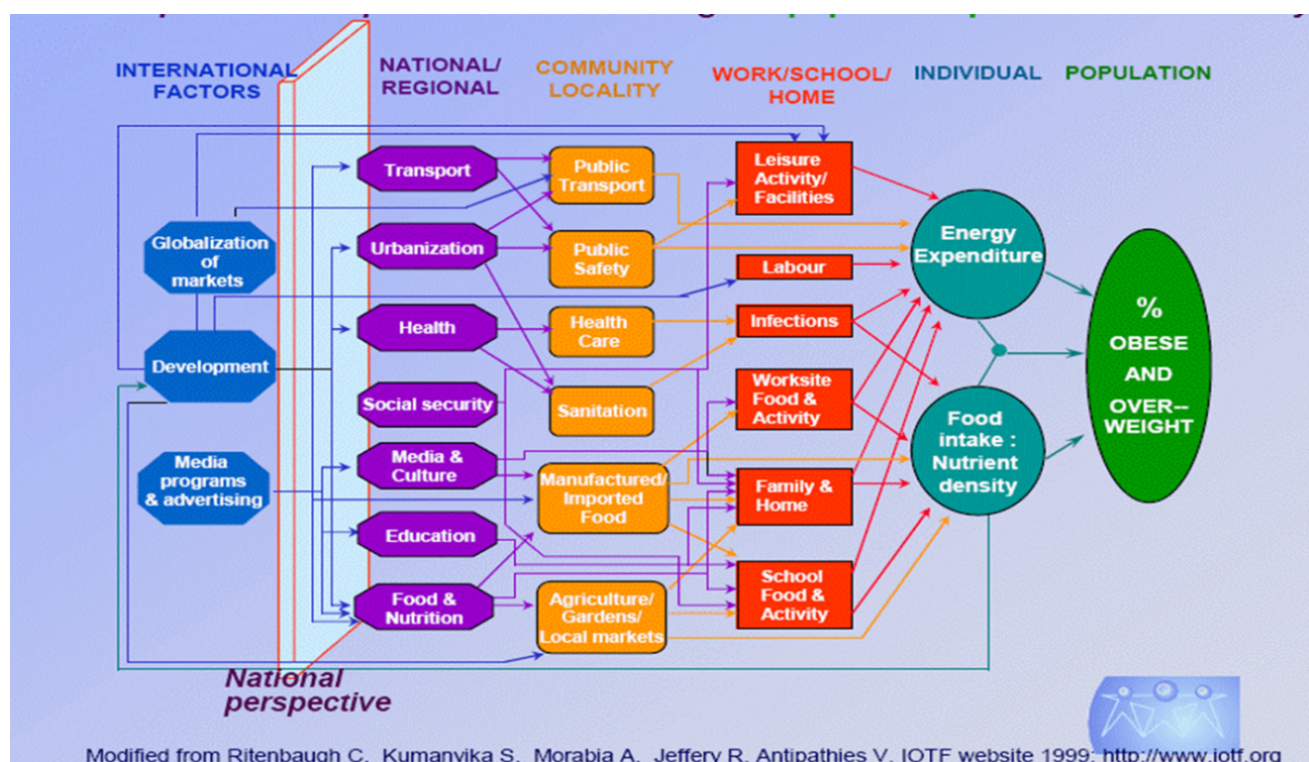 INTERNATIONAL
FACTORS
NATIONAL/
REGIONAL
COMMUNITY
LOCALITY
WORK/SCHOOL/
HOME
INDIVIDUAL
POPULATION
Globalization
of
markets
Development
Media
programs
& advertising
Transport
Urbanization
Health
Social security
Media &
Culture
Education
Food &
Nutrition
Public
Transport
Public
Safety
Health
Care
Sanitation
Manufactured/
Imported
Food
Agriculture/
Gardens/
Local markets
Leisure
Activity/
Facilities
Labour
Infections
Worksite
Food &
Activity
Family &
Home
School
Food &
Activity
Energy
Expenditure
Food
intake :
Nutrient
density
%
OBESE
AND
OVER--
WEIGHT
National
perspective
Modified from Ritenbaugh C, Kumanyika S, Morabia A, Jeffery R, Antipathies V. IOTF website 1999: http://www.iotf.org